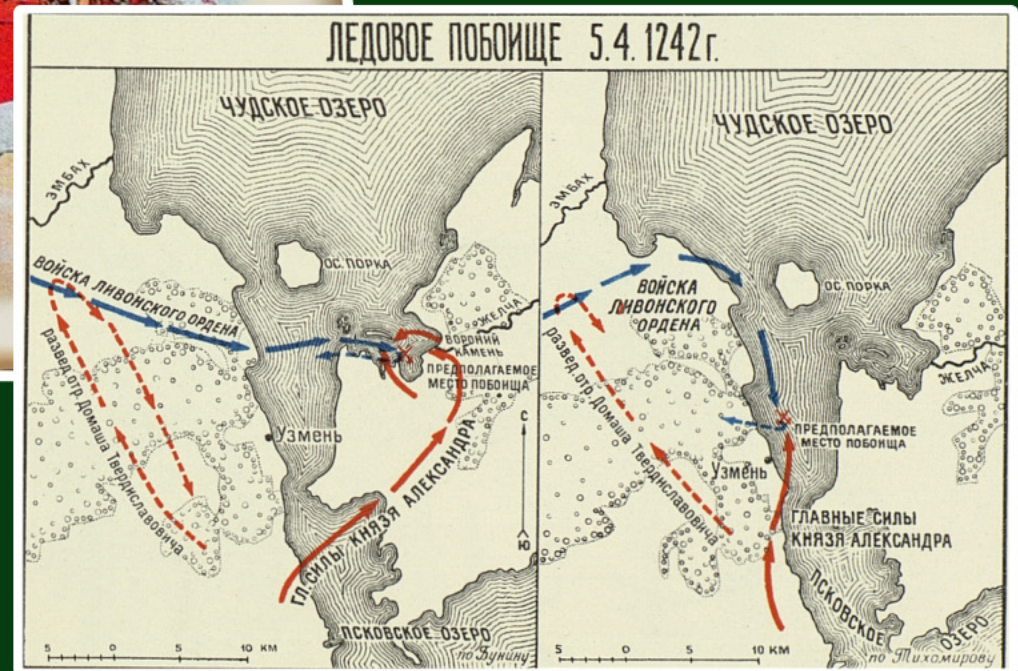 ЛЕДОВОЕ ПОБОИЩЕ 5.4.1242г.
ЧУДСКОЕ ОЗЕРО
ЭМБАХ
ОС. ПОРКА
ВОЙСКА ЛИВОНСКОГО ОРДЕНА
ЖЕЛЧА
ВОРОНИЙ
КАМЕНЬ
ПРЕДПОЛАГАЕМОЕ
МЕСТО ПОБОИЩА
развед. отр. Домаша Твердиславовича
Узмень
С
Ю
ГЛ. СИЛЫ КНЯЗЯ АЛЕКСАНДРА
ПСКОВСКОЕ ОЗЕРО
5 0 5 10 КМ
по Бунину
ЧУДСКОЕ ОЗЕРО
ЭМБАХ
ОС. ПОРКА
ВОЙСКА
ЛИВОНСКОГО
ОРДЕНА
ЖЕЛЧА
развед. отр. Домаша Твердиславовича
ПРЕДПОЛАГАЕМОЕ
МЕСТО ПОБОИЩА
Узмень
ГЛАВНЫЕ СИЛЫ
КНЯЗЯ АЛЕКСАНДРА
ПСКОВСКОЕ
ОЗЕРО
5 0 5 10 КМ
по Тихомирову